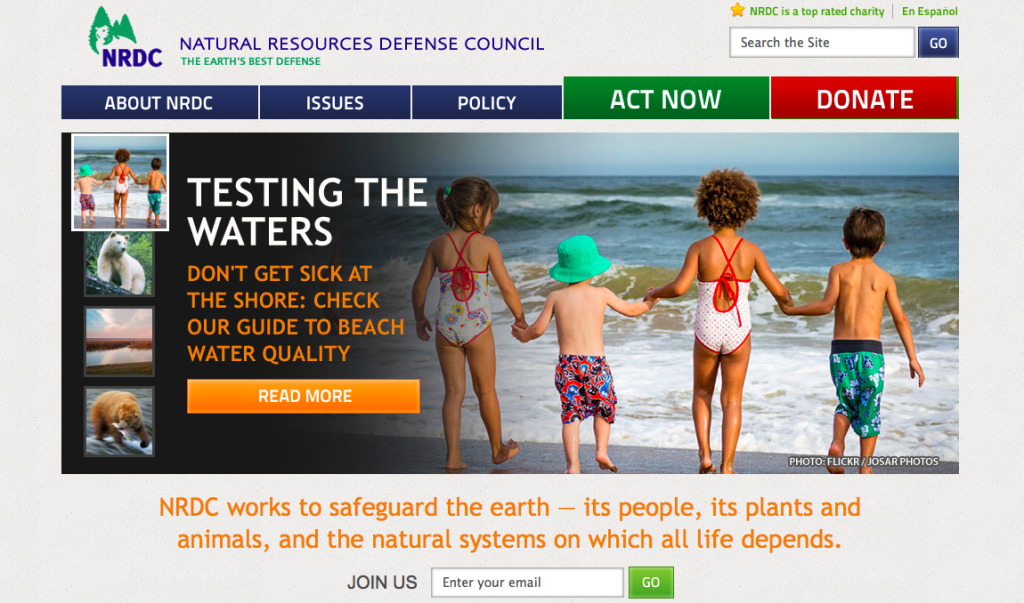 NRDC is a top rated charity
En Español
NRDC
NATURAL RESOURCES DEFENSE COUNCIL
THE EARTH'S BEST DEFENSE
Search the Site
GO
ABOUT NRDC
ISSUES
POLICY
ACT NOW
DONATE
TESTING THE
WATERS
DON'T GET SICK AT
THE SHORE: CHECK
OUR GUIDE TO BEACH
WATER QUALITY
READ MORE
PHOTO: FLICKR / JOSAR PHOTOS
NRDC works to safeguard the earth — its people, its plants and
animals, and the natural systems on which all life depends.
JOIN US
Enter your email
GO